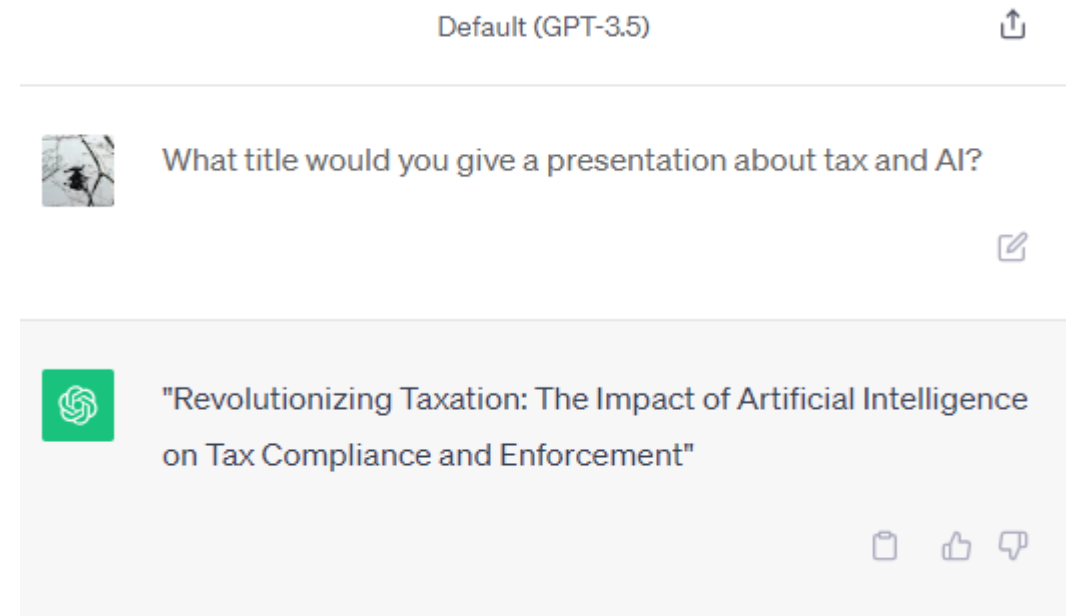 Default (GPT-3.5)
What title would you give a presentation about tax and AI?
"Revolutionizing Taxation: The Impact of Artificial Intelligence
on Tax Compliance and Enforcement"